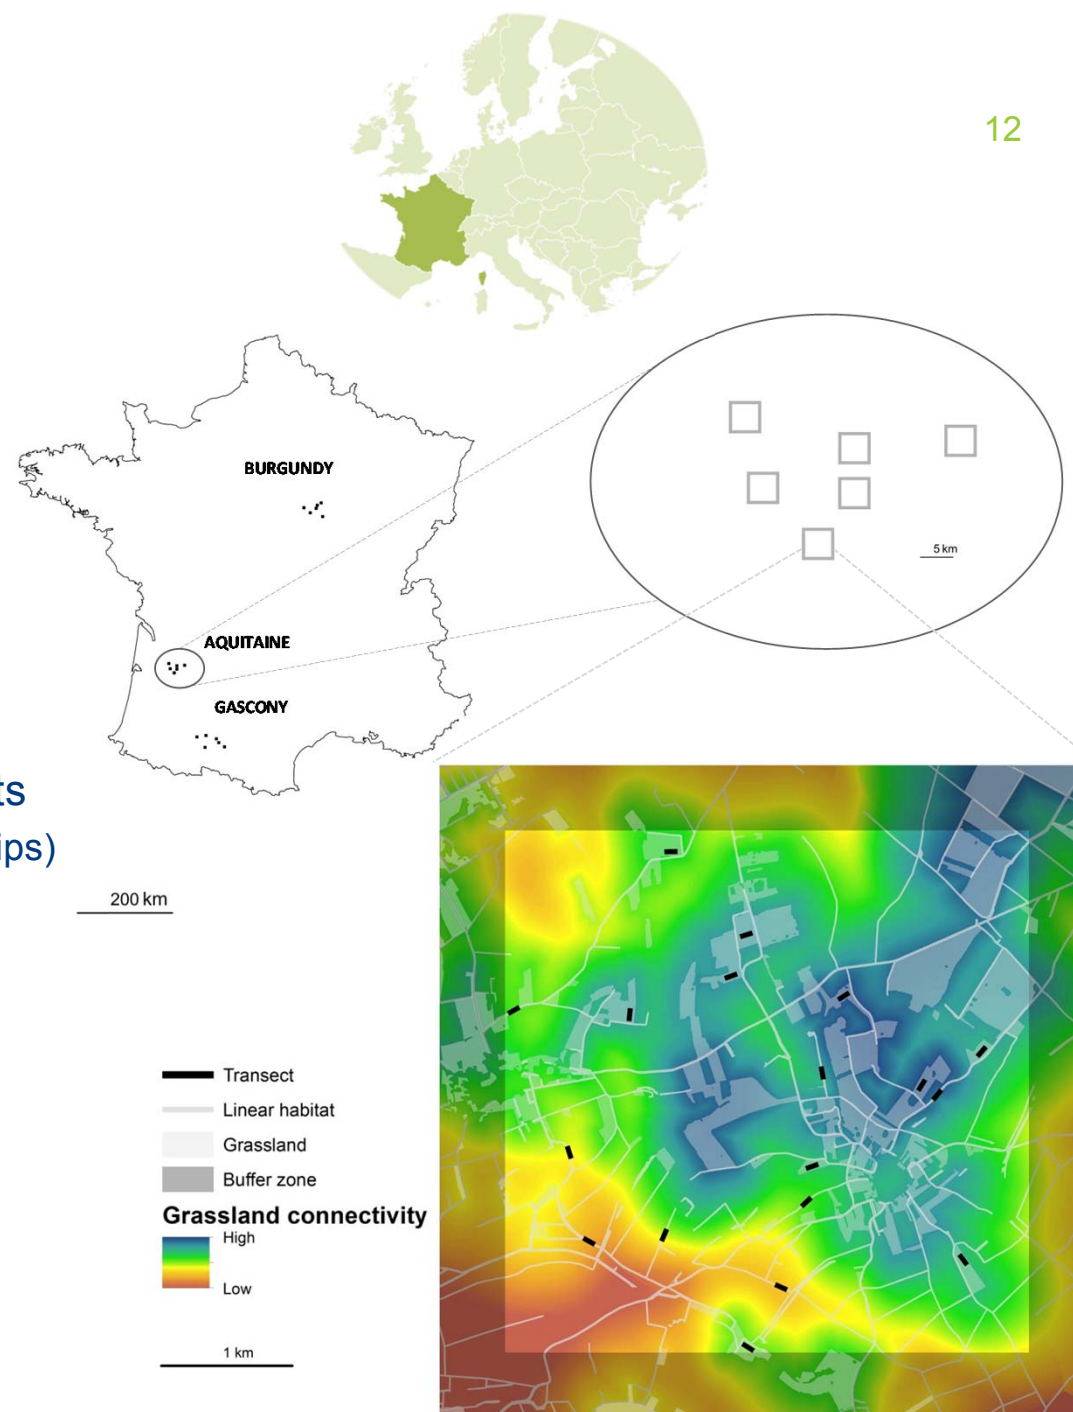 12
BURGUNDY
5 km
AQUITAINE
GASCONY
ts
ips)
200 km
Transect
Linear habitat
Grassland
Buffer zone
Grassland connectivity
High
Low
1 km